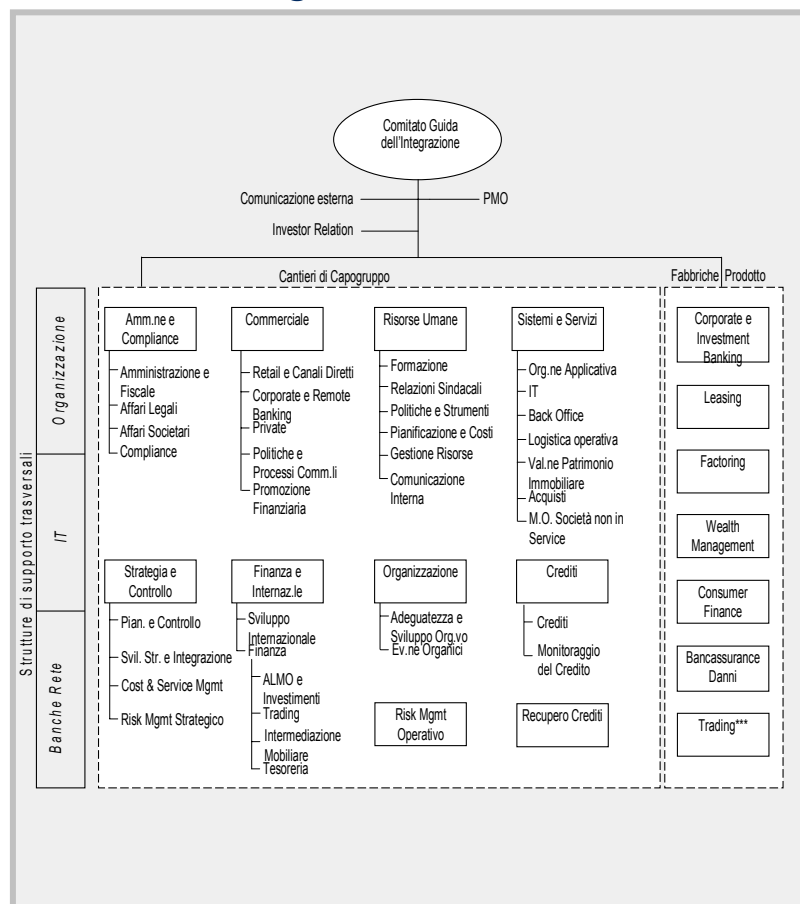 Comitato Guida
dell'Integrazione
Comunicazione esterna
PMO
Investor Relation
Cantieri di Capogruppo
Fabbriche Prodotto
Strutture di supporto trasversali
Organizzazione
IT
Banche Rete
Amm.ne e
Compliance
Amministrazione e
Fiscale
Affari Legali
Affari Societari
Compliance
Commerciale
Retail e Canali Diretti
Corporate e Remote
Banking
Private
Politiche e
Processi Comm.li
Promozione
Finanziaria
Risorse Umane
Formazione
Relazioni Sindacali
Politiche e Strumenti
Pianificazione e Costi
Gestione Risorse
Comunicazione
Interna
Sistemi e Servizi
Org.ne Applicativa
IT
Back Office
Logistica operativa
Val.ne Patrimonio
Immobiliare
Acquisti
M.O. Società non in
Service
Strategia e
Controllo
Pian. e Controllo
Svil. Str. e Integrazione
Cost & Service Mgmt
Risk Mgmt Strategico
Finanza e
Internaz.le
Sviluppo
Internazionale
Finanza
ALMO e
Investimenti
Trading
Intermediazione
Mobiliare
Tesoreria
Organizzazione
Adeguatezza e
Sviluppo Org.vo
Ev.ne Organici
Risk Mgmt
Operativo
Crediti
Crediti
Monitoraggio
del Credito
Recupero Crediti
Corporate e
Investment
Banking
Leasing
Factoring
Wealth
Management
Consumer
Finance
Bancassurance
Danni
Trading***